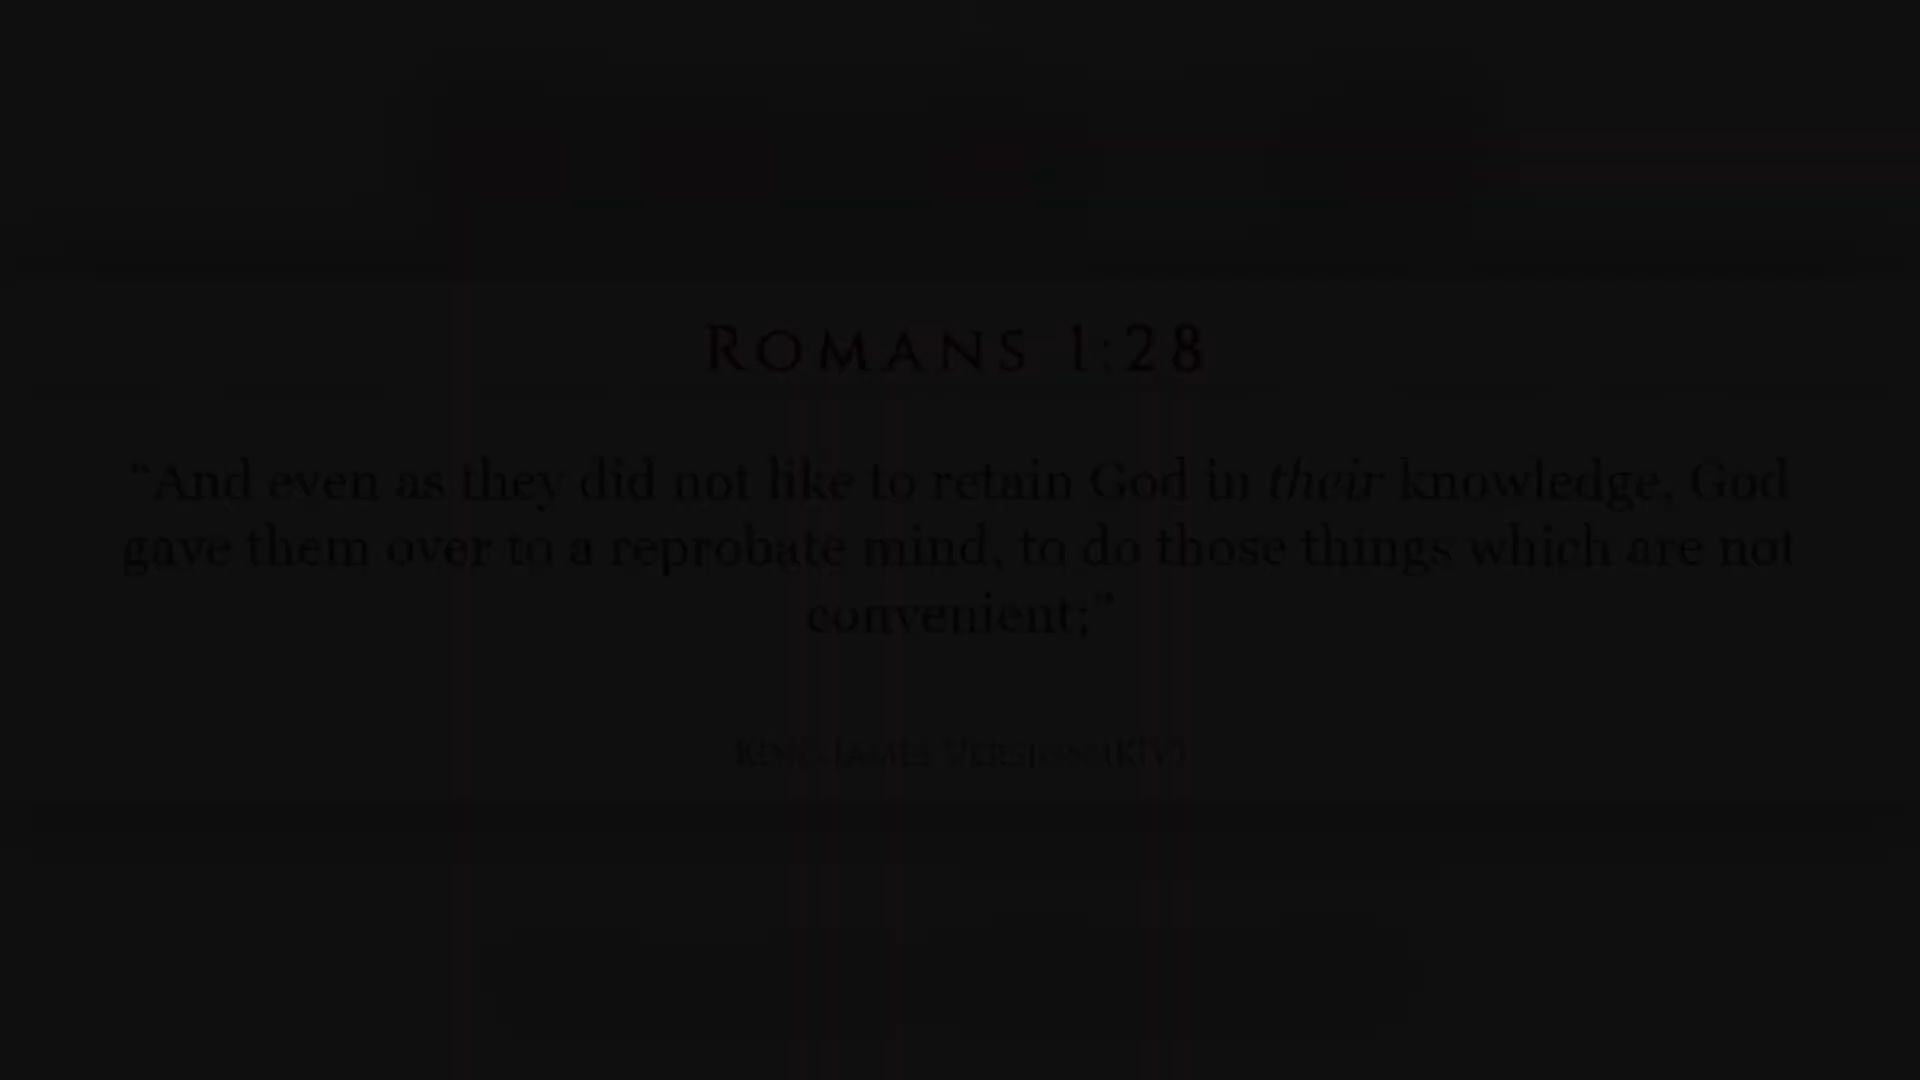 ROMANS 1:28
"And even as they did not like to retain God in their knowledge, God
gave them over to a reprobate mind, to do those things which are not
convenient;"
KING JAMES VERSION (KJV)